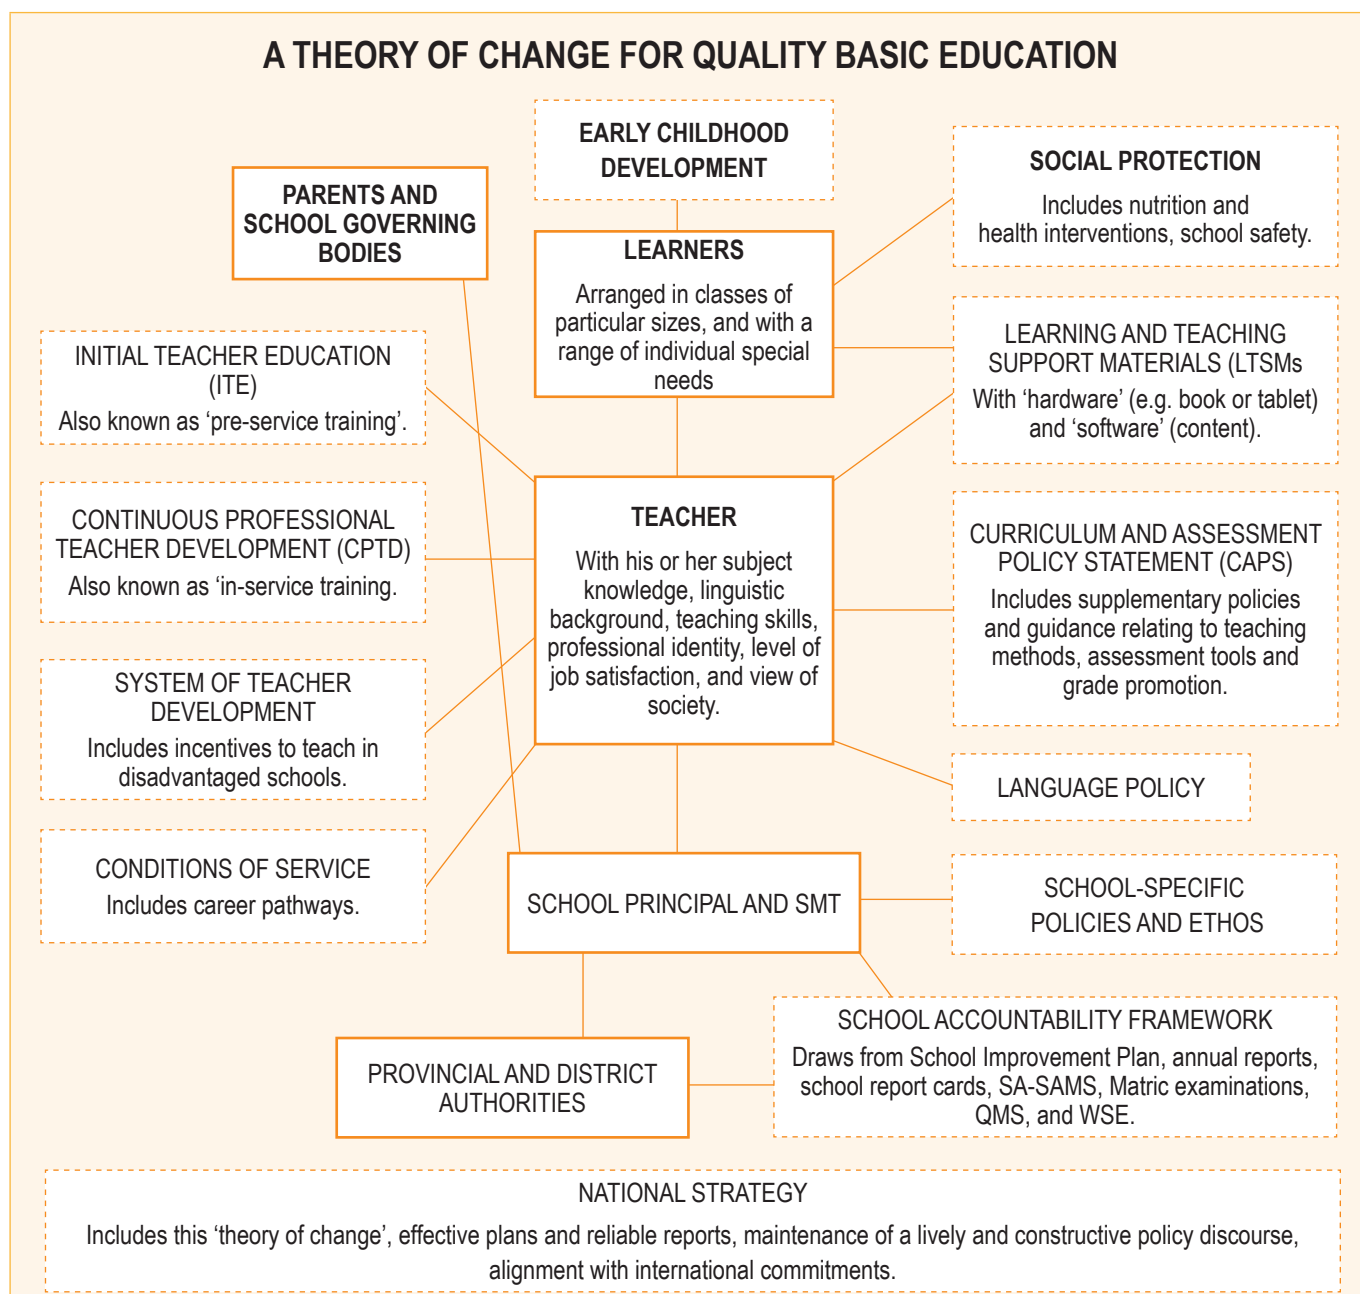 A THEORY OF CHANGE FOR QUALITY BASIC EDUCATION
EARLY CHILDHOOD
DEVELOPMENT
SOCIAL PROTECTION
Includes nutrition and
health interventions, school safety.
PARENTS AND
SCHOOL GOVERNING
BODIES
LEARNERS
Arranged in classes of
particular sizes, and with a
range of individual special
needs
INITIAL TEACHER EDUCATION
(ITE)
Also known as ‘pre-service training’.
LEARNING AND TEACHING
SUPPORT MATERIALS (LTSMs
With ‘hardware’ (e.g. book or tablet)
and ‘software’ (content).
CONTINUOUS PROFESSIONAL
TEACHER DEVELOPMENT (CPTD)
Also known as ‘in-service training.
TEACHER
With his or her subject
knowledge, linguistic
background, teaching skills,
professional identity, level of
job satisfaction, and view of
society.
CURRICULUM AND ASSESSMENT
POLICY STATEMENT (CAPS)
Includes supplementary policies
and guidance relating to teaching
methods, assessment tools and
grade promotion.
SYSTEM OF TEACHER
DEVELOPMENT
Includes incentives to teach in
disadvantaged schools.
LANGUAGE POLICY
CONDITIONS OF SERVICE
Includes career pathways.
SCHOOL PRINCIPAL AND SMT
SCHOOL-SPECIFIC
POLICIES AND ETHOS
PROVINCIAL AND DISTRICT
AUTHORITIES
SCHOOL ACCOUNTABILITY FRAMEWORK
Draws from School Improvement Plan, annual reports,
school report cards, SA-SAMS, Matric examinations,
QMS, and WSE.
NATIONAL STRATEGY
Includes this ‘theory of change’, effective plans and reliable reports, maintenance of a lively and constructive policy discourse,
alignment with international commitments.